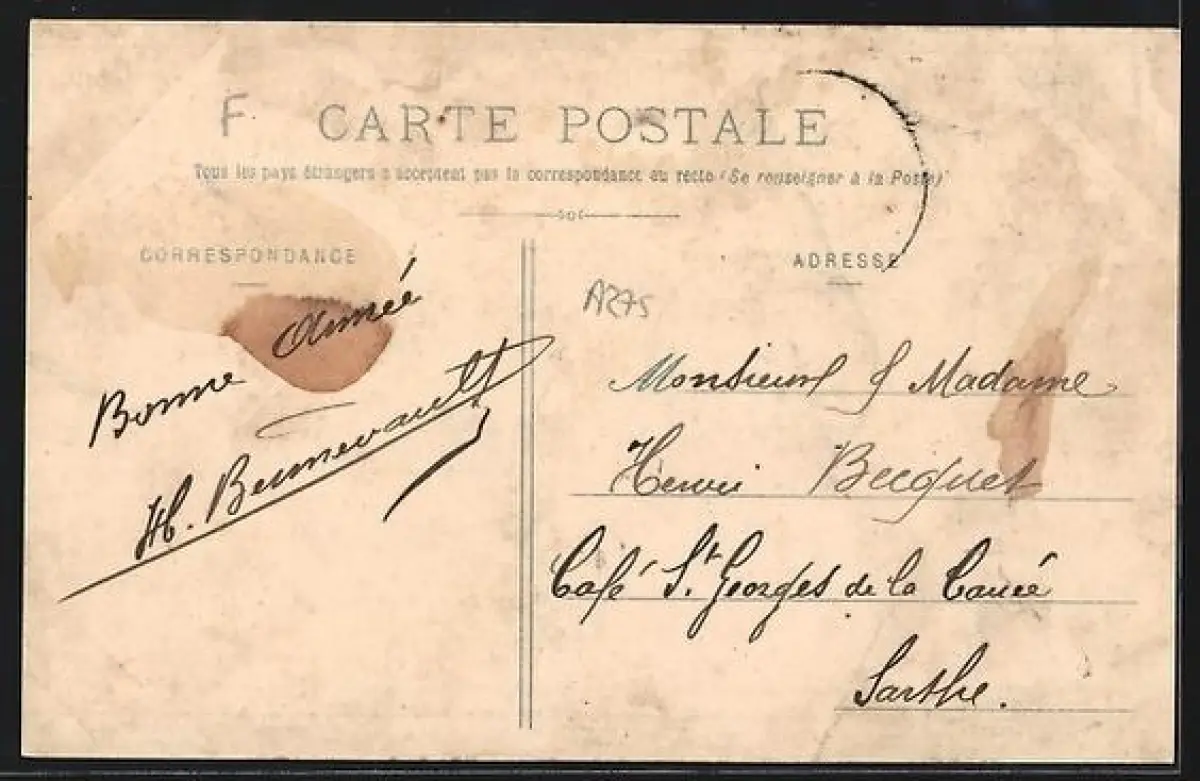 F CARTE POSTALE
Tous les pays étrangers n'acceptent pas la correspondance au recto (Se renseigner à la Poste)
CORRESPONDANCE
Bonne Année
H.
ADRESSE
A275
Monsieur & Madame
Henri Becquet
Café St. Georges de la Couée
Sarthe.